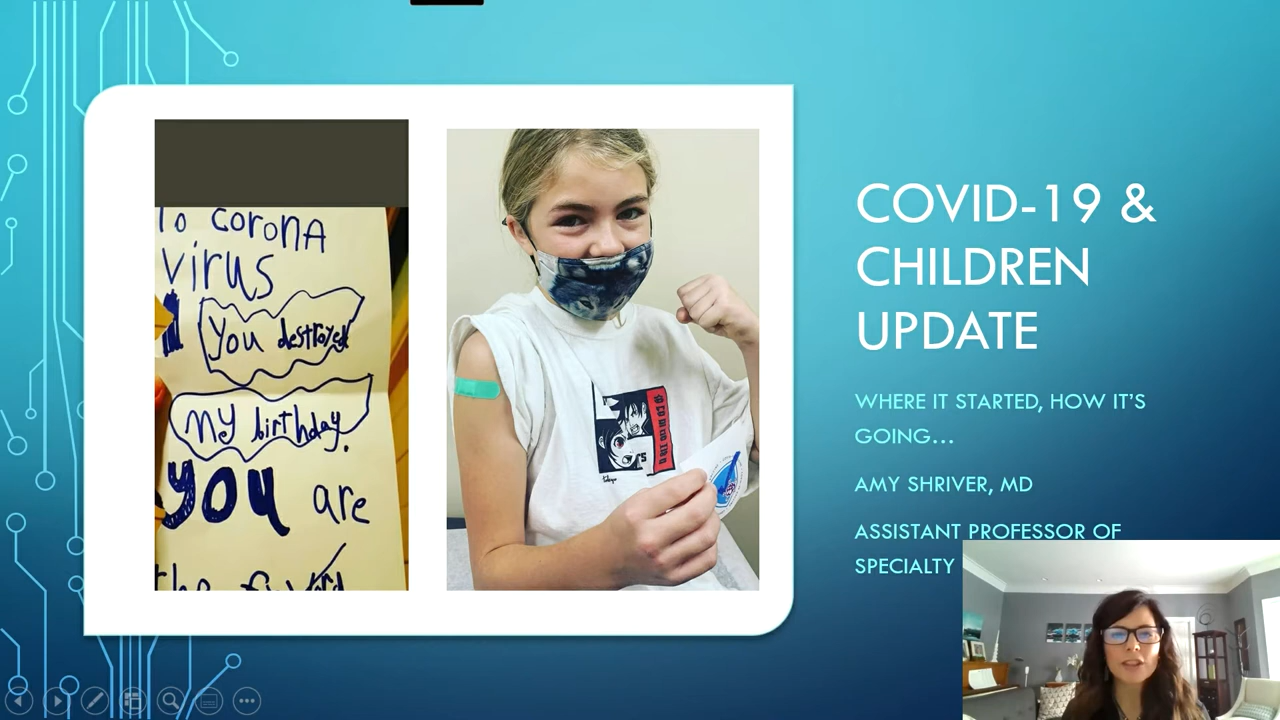 To corona
virus
You destroyed
My birthday.
you are
the
COVID-19 &
CHILDREN
UPDATE
WHERE IT STARTED, HOW IT'S
GOING...
AMY SHRIVER, MD
ASSISTANT PROFESSOR OF
SPECIALTY